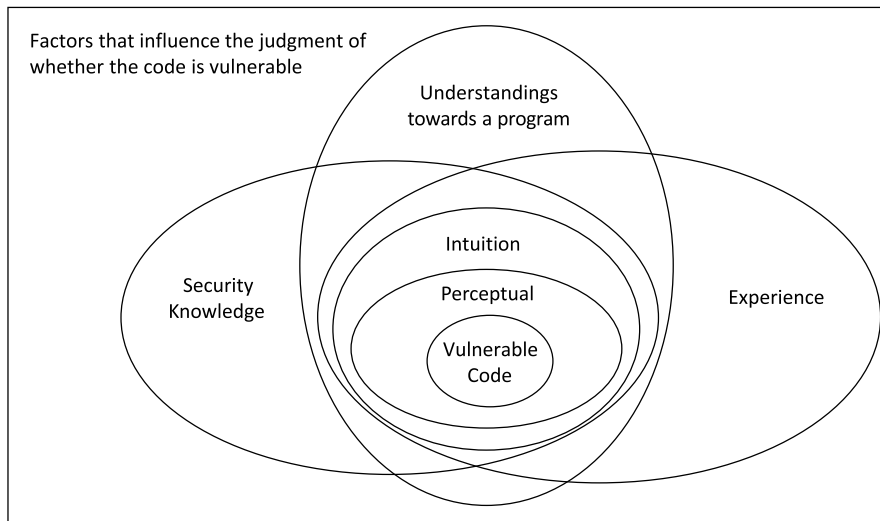 Factors that influence the judgment of
whether the code is vulnerable
Understandings
towards a program
Intuition
Security
Knowledge
Perceptual
Experience
Vulnerable
Code